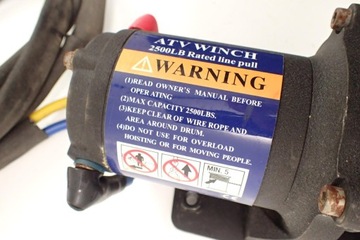 ATV WINCH
2500LB Rated line pull
WARNING
(1)READ OWNER'S MANUAL BEFORE
OPERATING
(2)MAX CAPACITY 2500LBS.
(3)KEEP CLEAR OF WIRE ROPE AND
AREA AROUND DRUM.
(4)DO NOT USE FOR OVERLOAD
HOISTING OR FOR MOVING PEOPLE.
MIN. 5